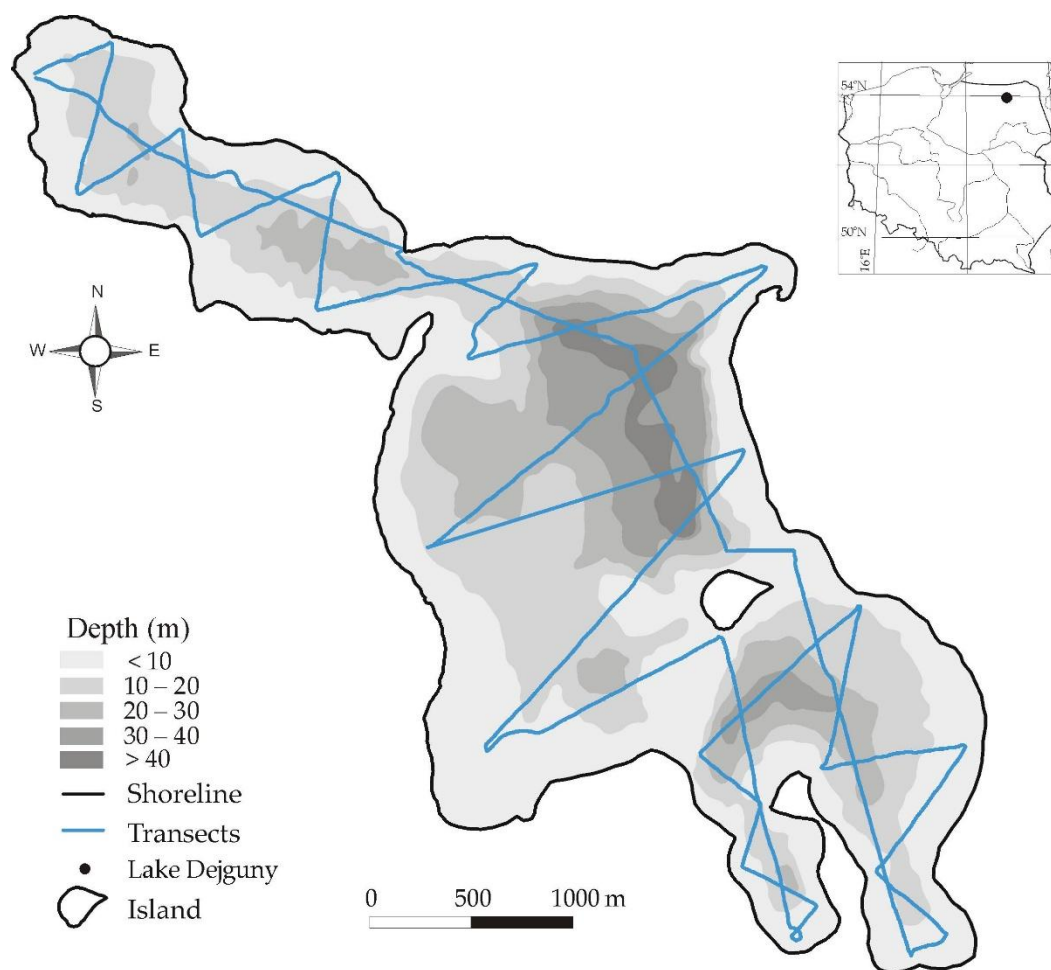 54°N
50°N
16°E
N
W E
S
Depth (m)
< 10
10 – 20
20 – 30
30 – 40
> 40
Shoreline
Transects
Lake Dejguny
Island
0 500 1000 m